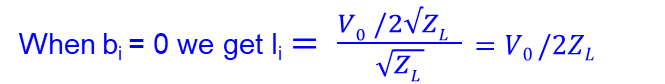 When bᵢ = 0 we get Iᵢ = (V₀ /2√Z_L) / √Z_L = V₀ /2Z_L